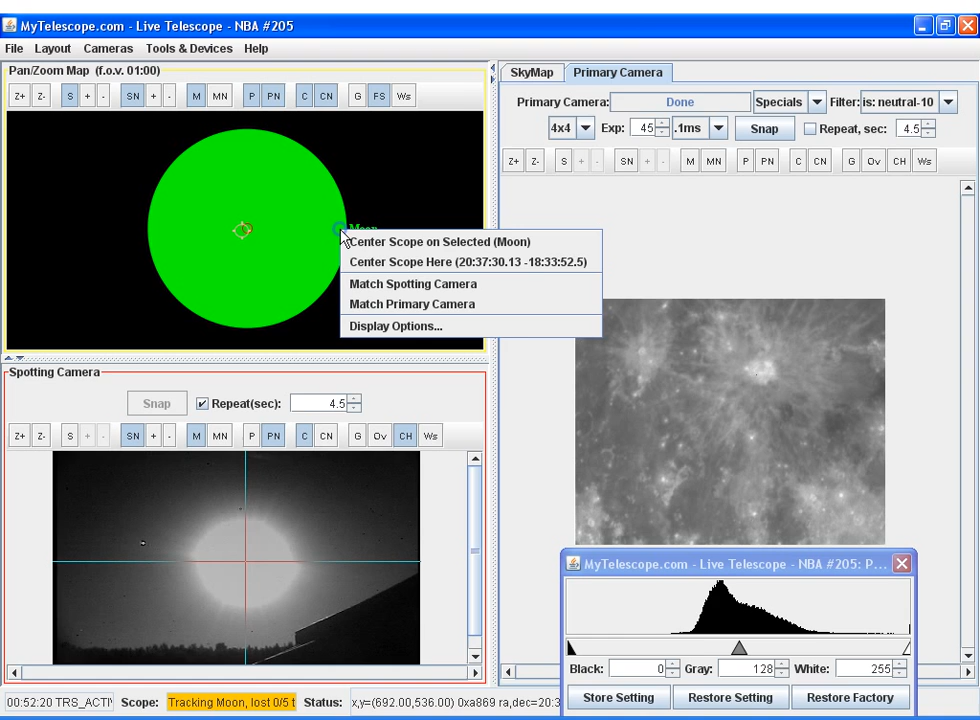 MyTelescope.com - Live Telescope - NBA #205
File Layout Cameras Tools & Devices Help
Pan/Zoom Map (f.o.v. 01:00)
Z+ Z- S + - SN + - M MN P PN C CN G FS Ws
Moon
Center Scope on Selected (Moon)
Center Scope Here (20:37:30.13 -18:33:52.5)
Match Spotting Camera
Match Primary Camera
Display Options...
Spotting Camera
Snap Repeat(sec): 4.5
Z+ Z- S + - SN + - M MN P PN C CN G Ov CH Ws
SkyMap Primary Camera
Primary Camera: Done Specials Filter: is: neutral-10
4x4 Exp: 45 .1ms Snap Repeat, sec: 4.5
Z+ Z- S + - SN + - M MN P PN C CN G Ov CH Ws
MyTelescope.com - Live Telescope - NBA #205: P...
Black: 0 Gray: 128 White: 255
Store Setting Restore Setting Restore Factory
00:52:20 TRS_ACTI Scope: Tracking Moon, lost 0/5 t Status: x,y=(692.00,536.00) 0xa869 ra,dec=20:3